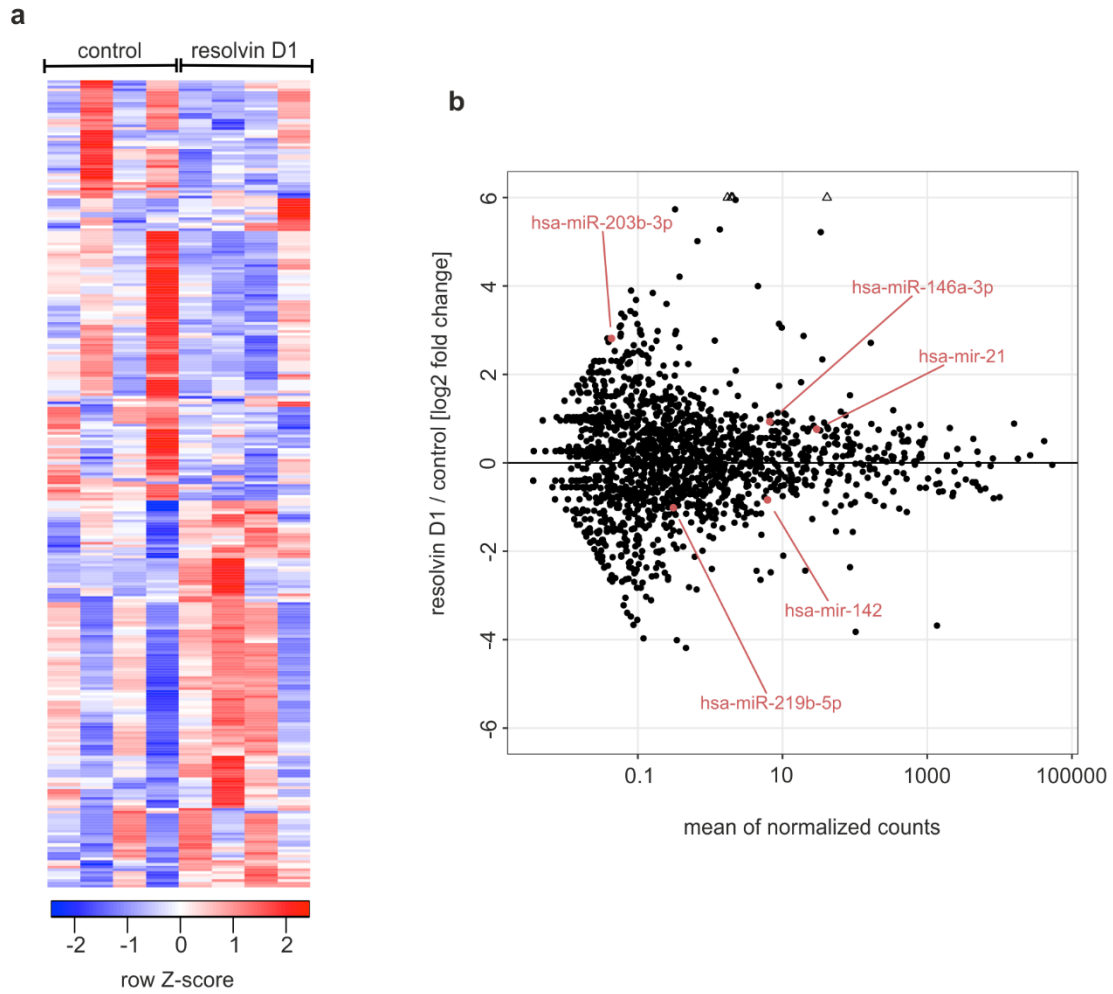 a
control
resolvin D1
-2 -1 0 1 2
row Z-score
b
resolvin D1 / control [log2 fold change]
6
4
2
0
-2
-4
-6
hsa-miR-203b-3p
hsa-miR-146a-3p
hsa-mir-21
hsa-mir-142
hsa-miR-219b-5p
0.1 10 1000 100000
mean of normalized counts